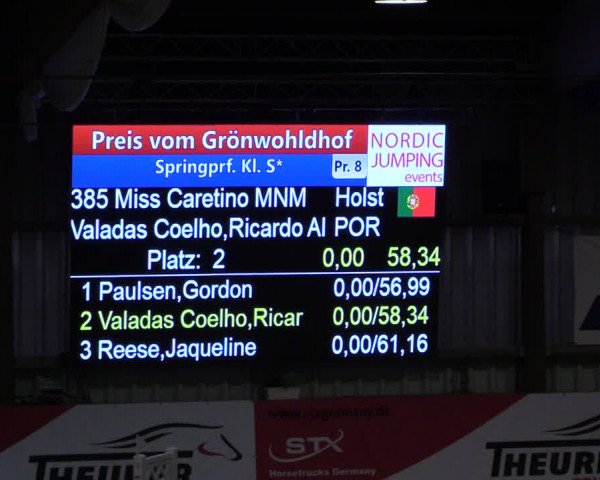 Preis vom Grönwohldhof
NORDIC
JUMPING
events
Springprf. Kl. S*
Pr. 8
385 Miss Caretino MNM Holst
Valadas Coelho,Ricardo Al POR
Platz: 2 0,00 58,34
1 Paulsen,Gordon 0,00/56,99
2 Valadas Coelho,Ricar 0,00/58,34
3 Reese,Jaqueline 0,00/61,16
STX
Horsetrucks Germany
THEURER
THEURE